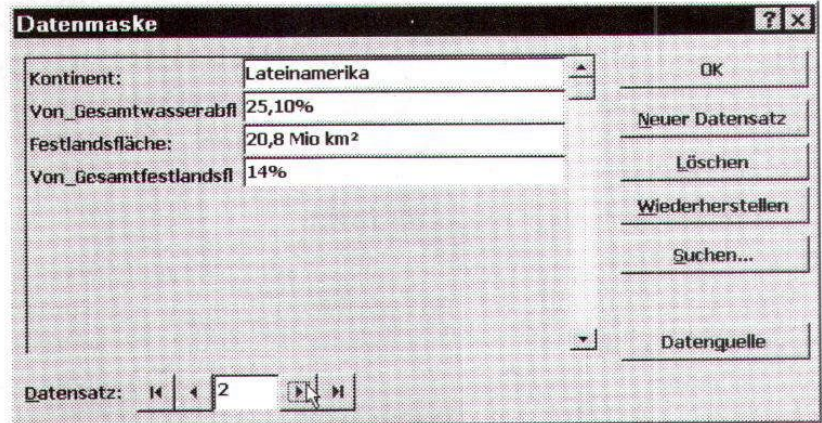 Datenmaske
Kontinent: Lateinamerika
Von_Gesamtwasserabfl 25,10%
Festlandsfläche: 20,8 Mio km²
Von_Gesamtfestlandsfl 14%
OK
Neuer Datensatz
Löschen
Wiederherstellen
Suchen...
Datenquelle
Datensatz: 2